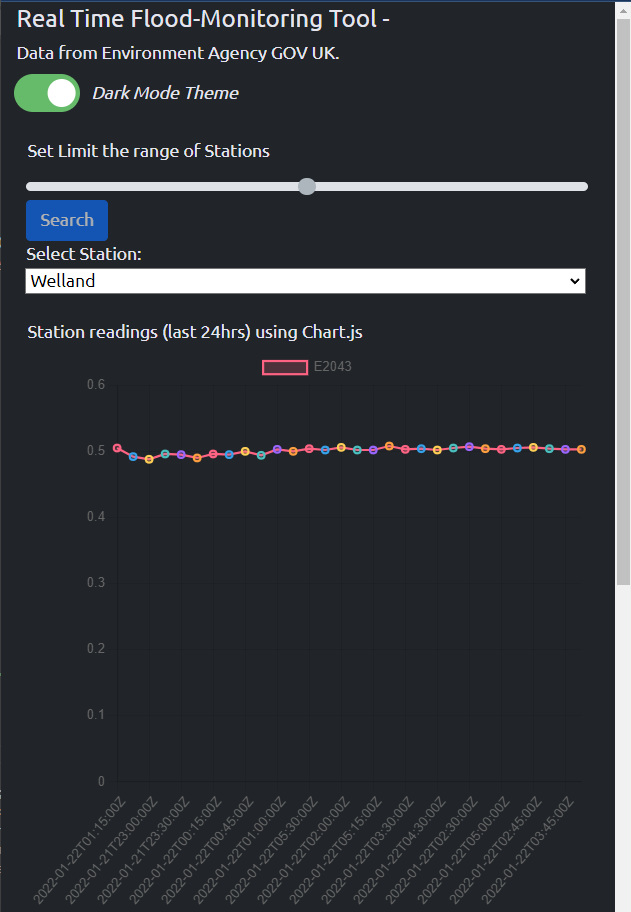 Real Time Flood-Monitoring Tool -
Data from Environment Agency GOV UK.
Dark Mode Theme
Set Limit the range of Stations
Search
Select Station:
Welland
Station readings (last 24hrs) using Chart.js
E2043
0.6
0.5
0.4
0.3
0.2
0.1
0
2022-01-22T01:15:00Z
2022-01-21T23:00:00Z
2022-01-21T23:30:00Z
2022-01-22T00:15:00Z
2022-01-22T00:45:00Z
2022-01-22T01:00:00Z
2022-01-22T05:30:00Z
2022-01-22T02:00:00Z
2022-01-22T05:15:00Z
2022-01-22T03:30:00Z
2022-01-22T04:30:00Z
2022-01-22T02:30:00Z
2022-01-22T05:00:00Z
2022-01-22T02:45:00Z
2022-01-22T03:45:00Z